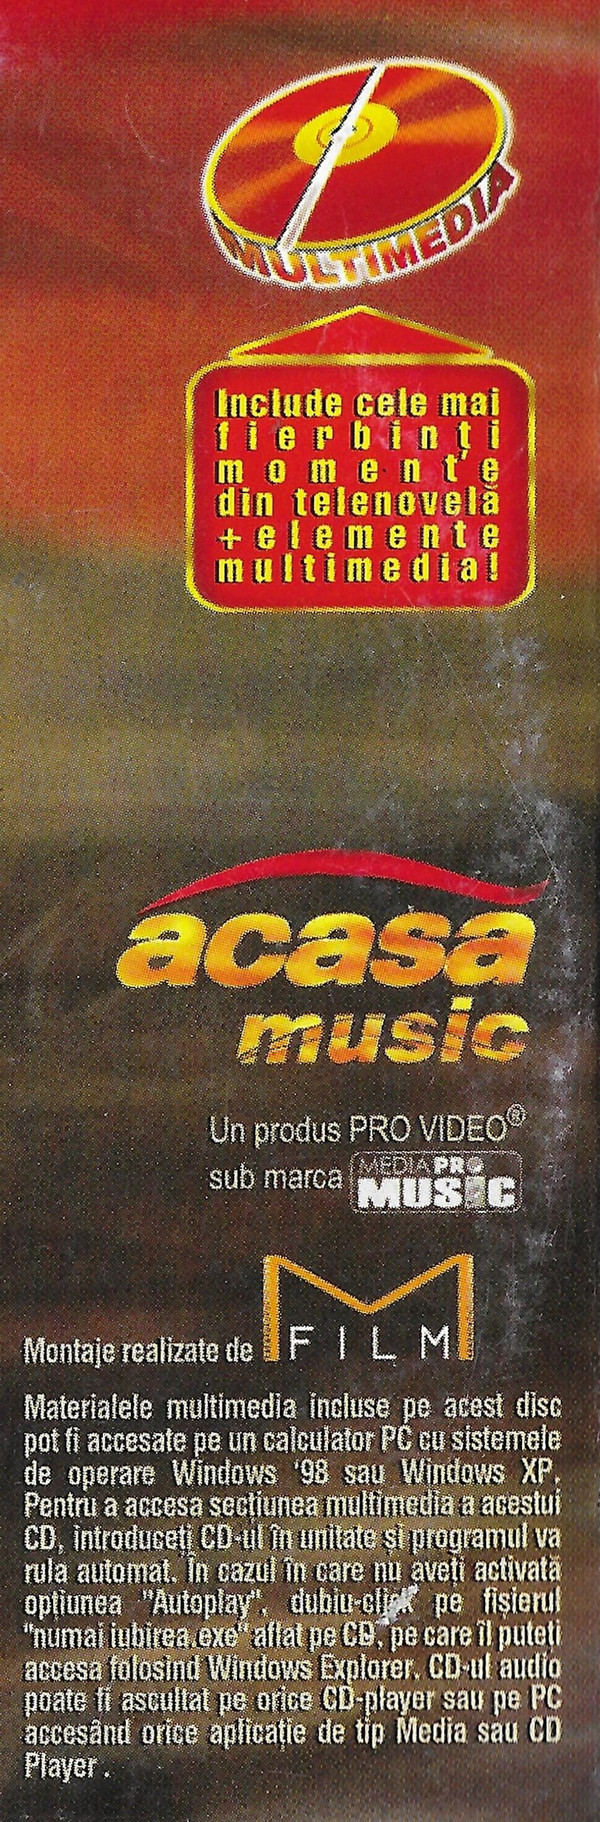 MULTIMEDIA
Include cele mai
fierbinți
momente
din telenovelă
+elemente
multimedia!
acasa
music
Un produs PRO VIDEO®
sub marca MEDIA PRO
MUSIC
Montaje realizate de
M FILM
Materialele multimedia incluse pe acest disc
pot fi accesate pe un calculator PC cu sistemele
de operare Windows '98 sau Windows XP.
Pentru a accesa secțiunea multimedia a acestui
CD, introduceți CD-ul în unitate și programul va
rula automat. În cazul în care nu aveți activată
opțiunea "Autoplay", dublu-click pe fișierul
"numai iubirea.exe" aflat pe CD, pe care îl puteți
accesa folosind Windows Explorer. CD-ul audio
poate fi ascultat pe orice CD-player sau pe PC
accesând orice aplicație de tip Media sau CD
Player.